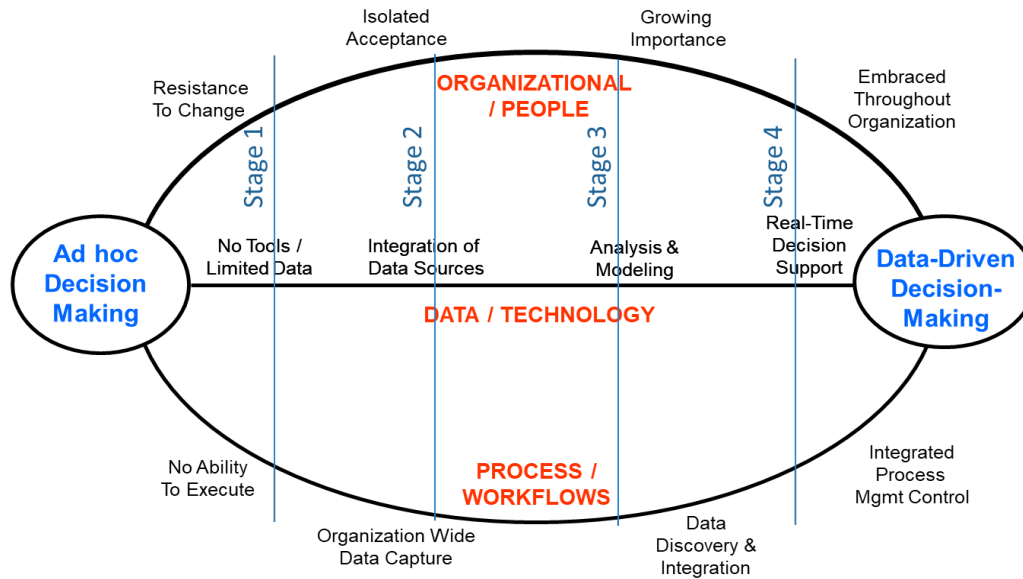 Isolated
Acceptance
Growing
Importance
Resistance
To Change
ORGANIZATIONAL
/ PEOPLE
Embraced
Throughout
Organization
Stage 1
Stage 2
Stage 3
Stage 4
Ad hoc
Decision
Making
No Tools /
Limited Data
Integration of
Data Sources
Analysis &
Modeling
Real-Time
Decision
Support
Data-Driven
Decision-
Making
DATA / TECHNOLOGY
No Ability
To Execute
PROCESS /
WORKFLOWS
Integrated
Process
Mgmt Control
Organization Wide
Data Capture
Data
Discovery &
Integration